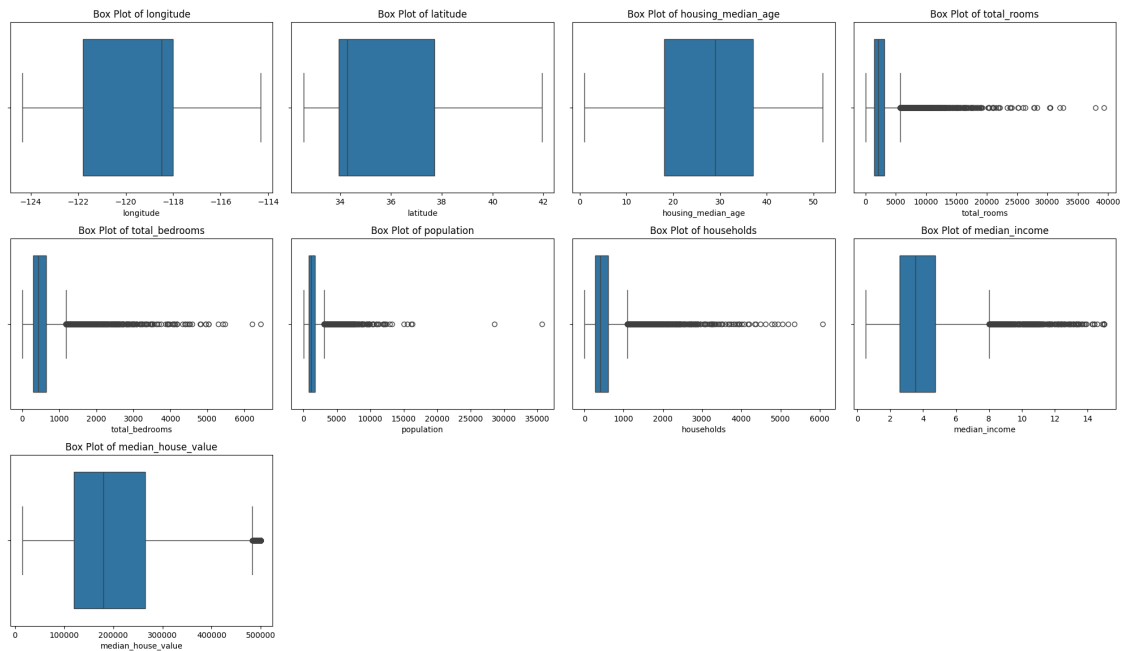 Box Plot of longitude
−124 −122 −120 −118 −116 −114
longitude
Box Plot of latitude
34 36 38 40 42
latitude
Box Plot of housing_median_age
0 10 20 30 40 50
housing_median_age
Box Plot of total_rooms
0 5000 10000 15000 20000 25000 30000 35000 40000
total_rooms
Box Plot of total_bedrooms
0 1000 2000 3000 4000 5000 6000
total_bedrooms
Box Plot of population
0 5000 10000 15000 20000 25000 30000 35000
population
Box Plot of households
0 1000 2000 3000 4000 5000 6000
households
Box Plot of median_income
0 2 4 6 8 10 12 14
median_income
Box Plot of median_house_value
0 100000 200000 300000 400000 500000
median_house_value